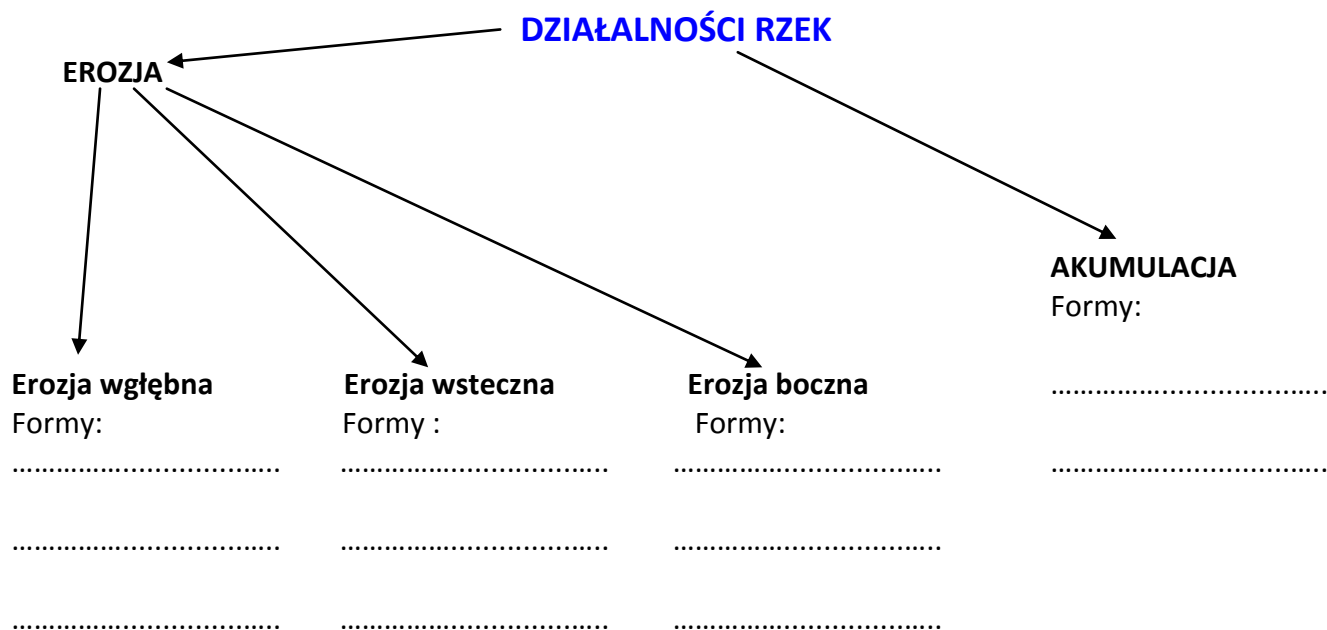 DZIAŁALNOŚCI RZEK
EROZJA
AKUMULACJA
Formy:
Erozja wgłębna Erozja wsteczna Erozja boczna ....................................
Formy: Formy : Formy:
.................................... .................................... .................................... ....................................
.................................... .................................... ....................................
.................................... .................................... ....................................